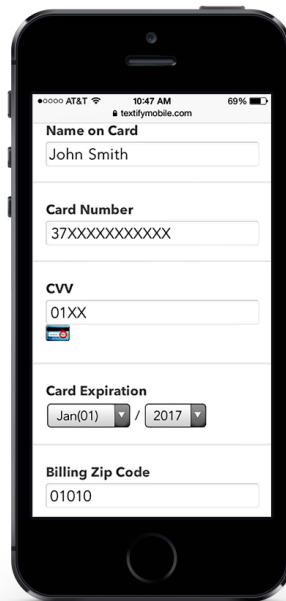 AT&T 10:47 AM 69%
textifymobile.com
Name on Card
John Smith
Card Number
37XXXXXXXXXXX
CVV
01XX
Card Expiration
Jan(01) / 2017
Billing Zip Code
01010